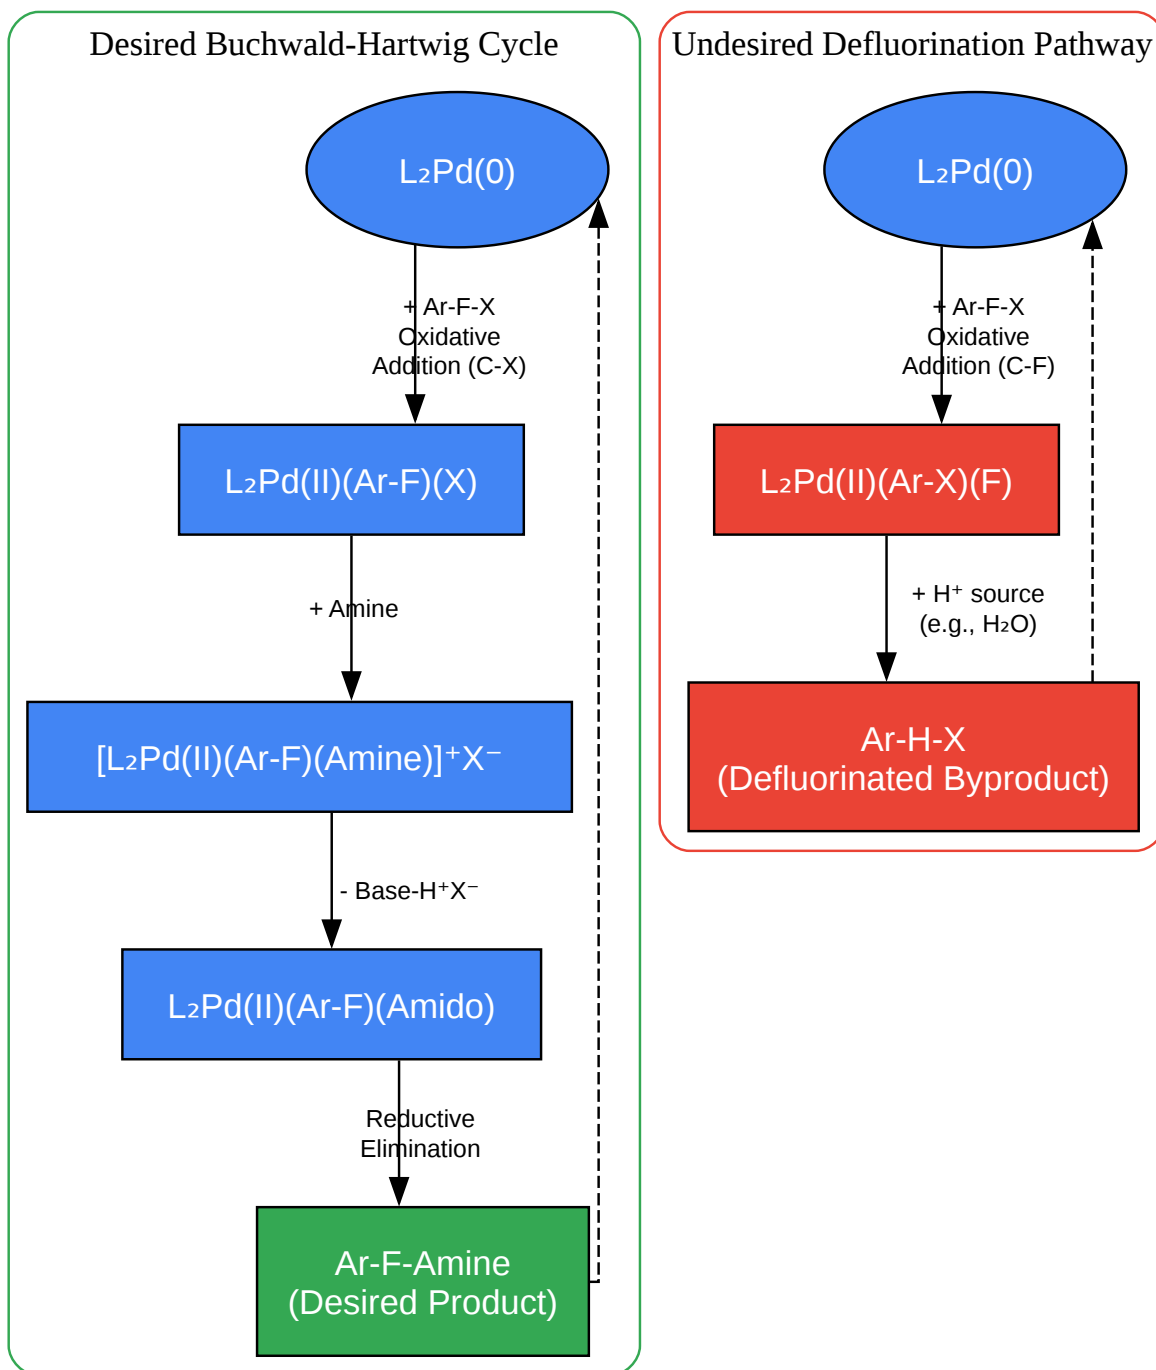 Desired Buchwald-Hartwig Cycle
L₂Pd(0)
+ Ar-F-X
Oxidative
Addition (C-X)
L₂Pd(II)(Ar-F)(X)
+ Amine
[L₂Pd(II)(Ar-F)(Amine)]⁺X⁻
- Base-H⁺X⁻
L₂Pd(II)(Ar-F)(Amido)
Reductive
Elimination
Ar-F-Amine
(Desired Product)
Undesired Defluorination Pathway
L₂Pd(0)
+ Ar-F-X
Oxidative
Addition (C-F)
L₂Pd(II)(Ar-X)(F)
+ H⁺ source
(e.g., H₂O)
Ar-H-X
(Defluorinated Byproduct)